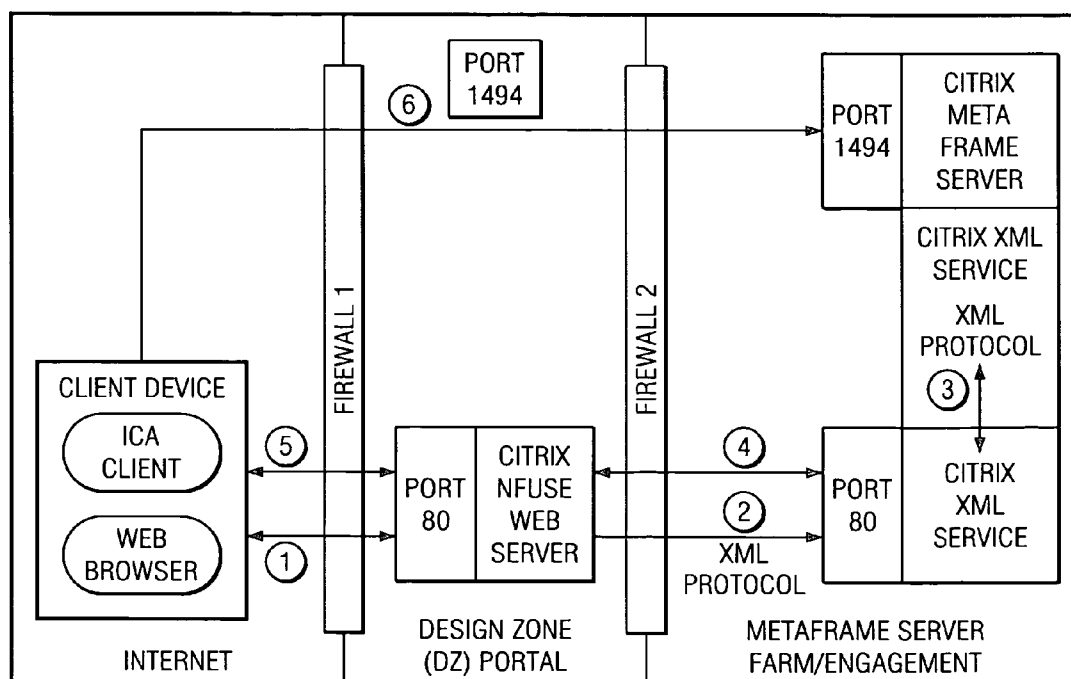 PORT
1494
6
PORT
1494
CITRIX
META
FRAME
SERVER
CITRIX XML
SERVICE
XML
PROTOCOL
3
FIREWALL 1
FIREWALL 2
CLIENT DEVICE
ICA
CLIENT
WEB
BROWSER
5
1
PORT
80
CITRIX
NFUSE
WEB
SERVER
4
2
XML
PROTOCOL
PORT
80
CITRIX
XML
SERVICE
INTERNET
DESIGN ZONE
(DZ) PORTAL
METAFRAME SERVER
FARM/ENGAGEMENT